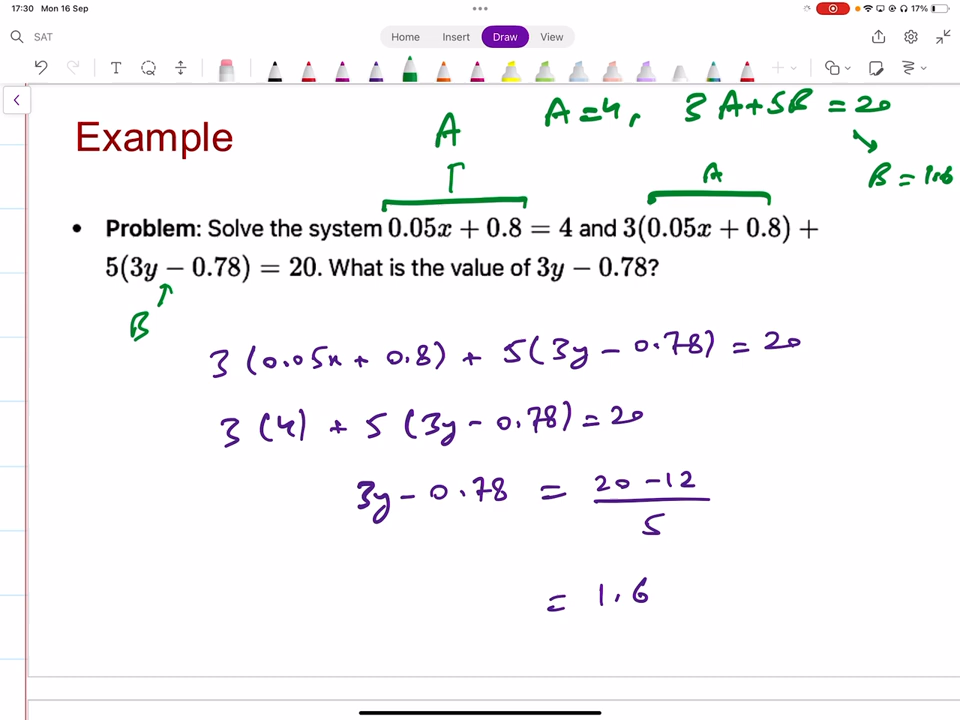 17:30 Mon 16 Sep
17%
SAT
Home Insert Draw View
A=4, 3A+5B = 20
B = 1.6
Example
A
A
• Problem: Solve the system 0.05x + 0.8 = 4 and 3(0.05x + 0.8) +
5(3y − 0.78) = 20. What is the value of 3y − 0.78?
B
3 (0.05x + 0.8) + 5(3y - 0.78) = 20
3 (4) + 5 (3y - 0.78) = 20
3y - 0.78 = 20 - 12
5
= 1.6